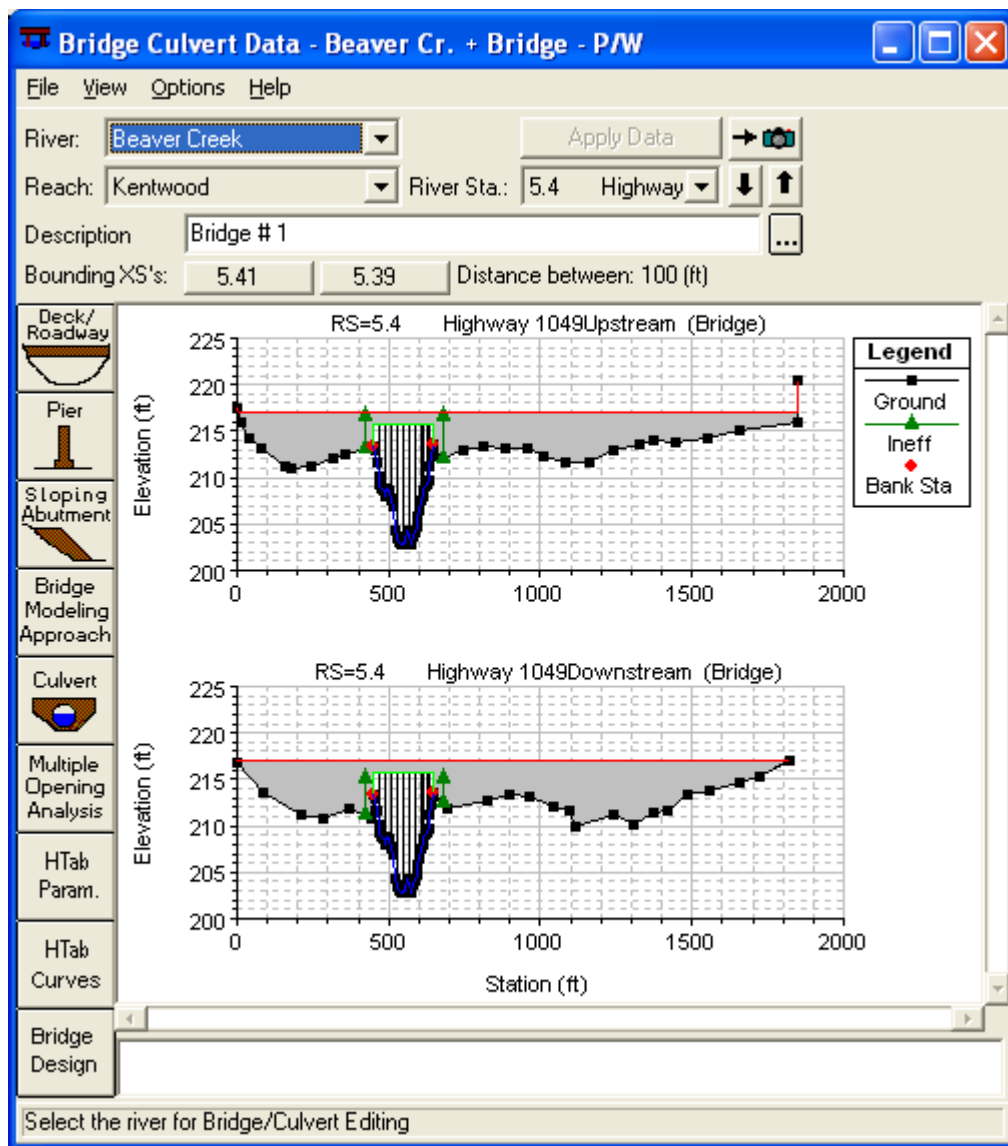 Bridge Culvert Data - Beaver Cr. + Bridge - P/W
File View Options Help
River: Beaver Creek Apply Data
Reach: Kentwood River Sta.: 5.4 Highway
Description Bridge # 1 ...
Bounding XS's: 5.41 5.39 Distance between: 100 (ft)
Deck/
Roadway
Pier
Sloping
Abutment
Bridge
Modeling
Approach
Culvert
Multiple
Opening
Analysis
HTab
Param.
HTab
Curves
Bridge
Design
RS=5.4 Highway 1049Upstream (Bridge)
225
220
215
210
205
200
Elevation (ft)
0 500 1000 1500 2000
Legend
Ground
Ineff
Bank Sta
RS=5.4 Highway 1049Downstream (Bridge)
225
220
215
210
205
200
Elevation (ft)
0 500 1000 1500 2000
Station (ft)
Select the river for Bridge/Culvert Editing